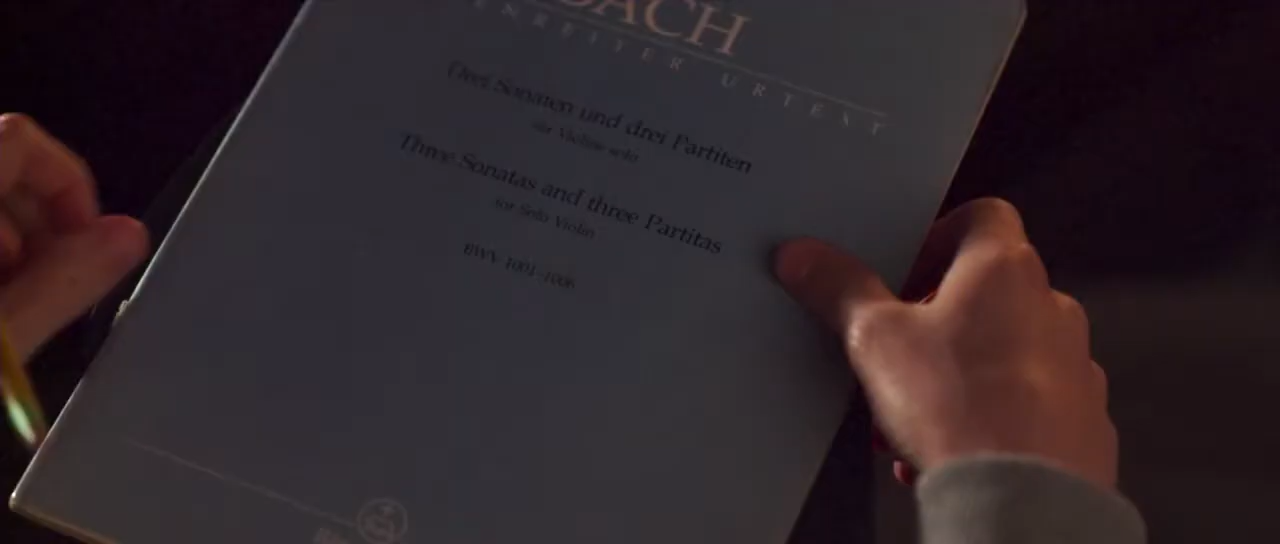 BACH
ENREITER URTEXT
Drei Sonaten und drei Partiten
für Violine solo
Three Sonatas and three Partitas
for Solo Violin
BWV 1001-1006